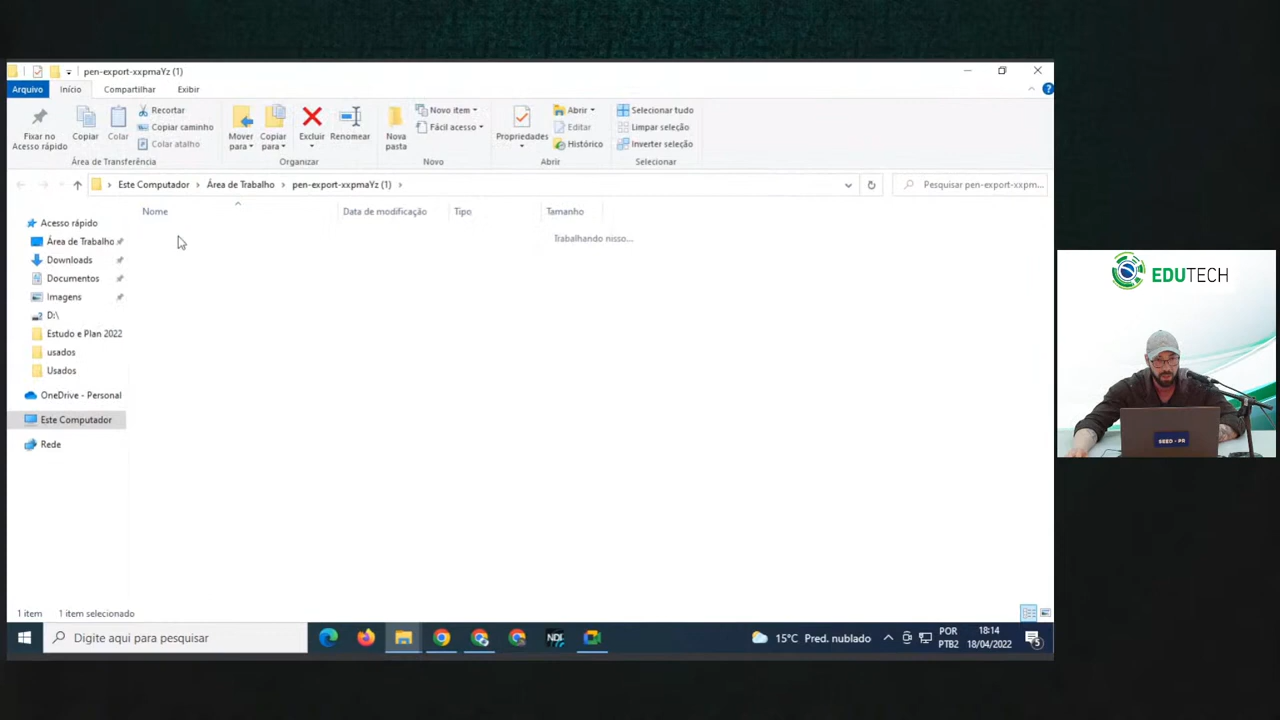 pen-export-xxpmaYz (1)
Arquivo Início Compartilhar Exibir
Fixar no Acesso rápido
Copiar
Colar
Recortar
Copiar caminho
Colar atalho
Área de Transferência
Mover para
Copiar para
Excluir
Renomear
Organizar
Nova pasta
Novo item
Fácil acesso
Novo
Propriedades
Abrir
Editar
Histórico
Abrir
Selecionar tudo
Limpar seleção
Inverter seleção
Selecionar
Este Computador > Área de Trabalho > pen-export-xxpmaYz (1) >
Pesquisar pen-export-xxpm...
Nome Data de modificação Tipo Tamanho
Trabalhando nisso...
Acesso rápido
Área de Trabalho
Downloads
Documentos
Imagens
D:\
Estudo e Plan 2022
usados
Usados
OneDrive - Personal
Este Computador
Rede
1 item 1 item selecionado
Digite aqui para pesquisar
NDI
15°C Pred. nublado
POR
PTB2
18:14
18/04/2022
5
EDUTECH
SEED - PR